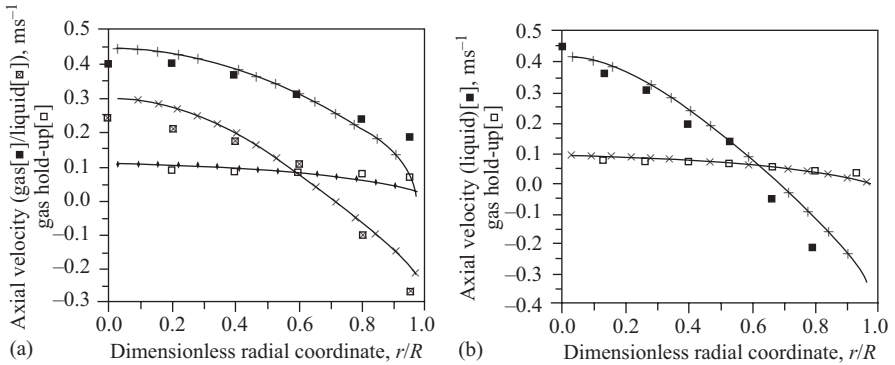 Axial velocity (gas[■]/liquid[⊠]), ms⁻¹
gas hold-up[□]
0.5
0.4
0.3
0.2
0.1
0.0
–0.1
–0.2
–0.3
0.0 0.2 0.4 0.6 0.8 1.0
(a) Dimensionless radial coordinate, r/R
Axial velocity (liquid)[■], ms⁻¹
gas hold-up[□]
0.5
0.4
0.3
0.2
0.1
0.0
–0.1
–0.2
–0.3
–0.4
0.0 0.2 0.4 0.6 0.8 1.0
(b) Dimensionless radial coordinate, r/R